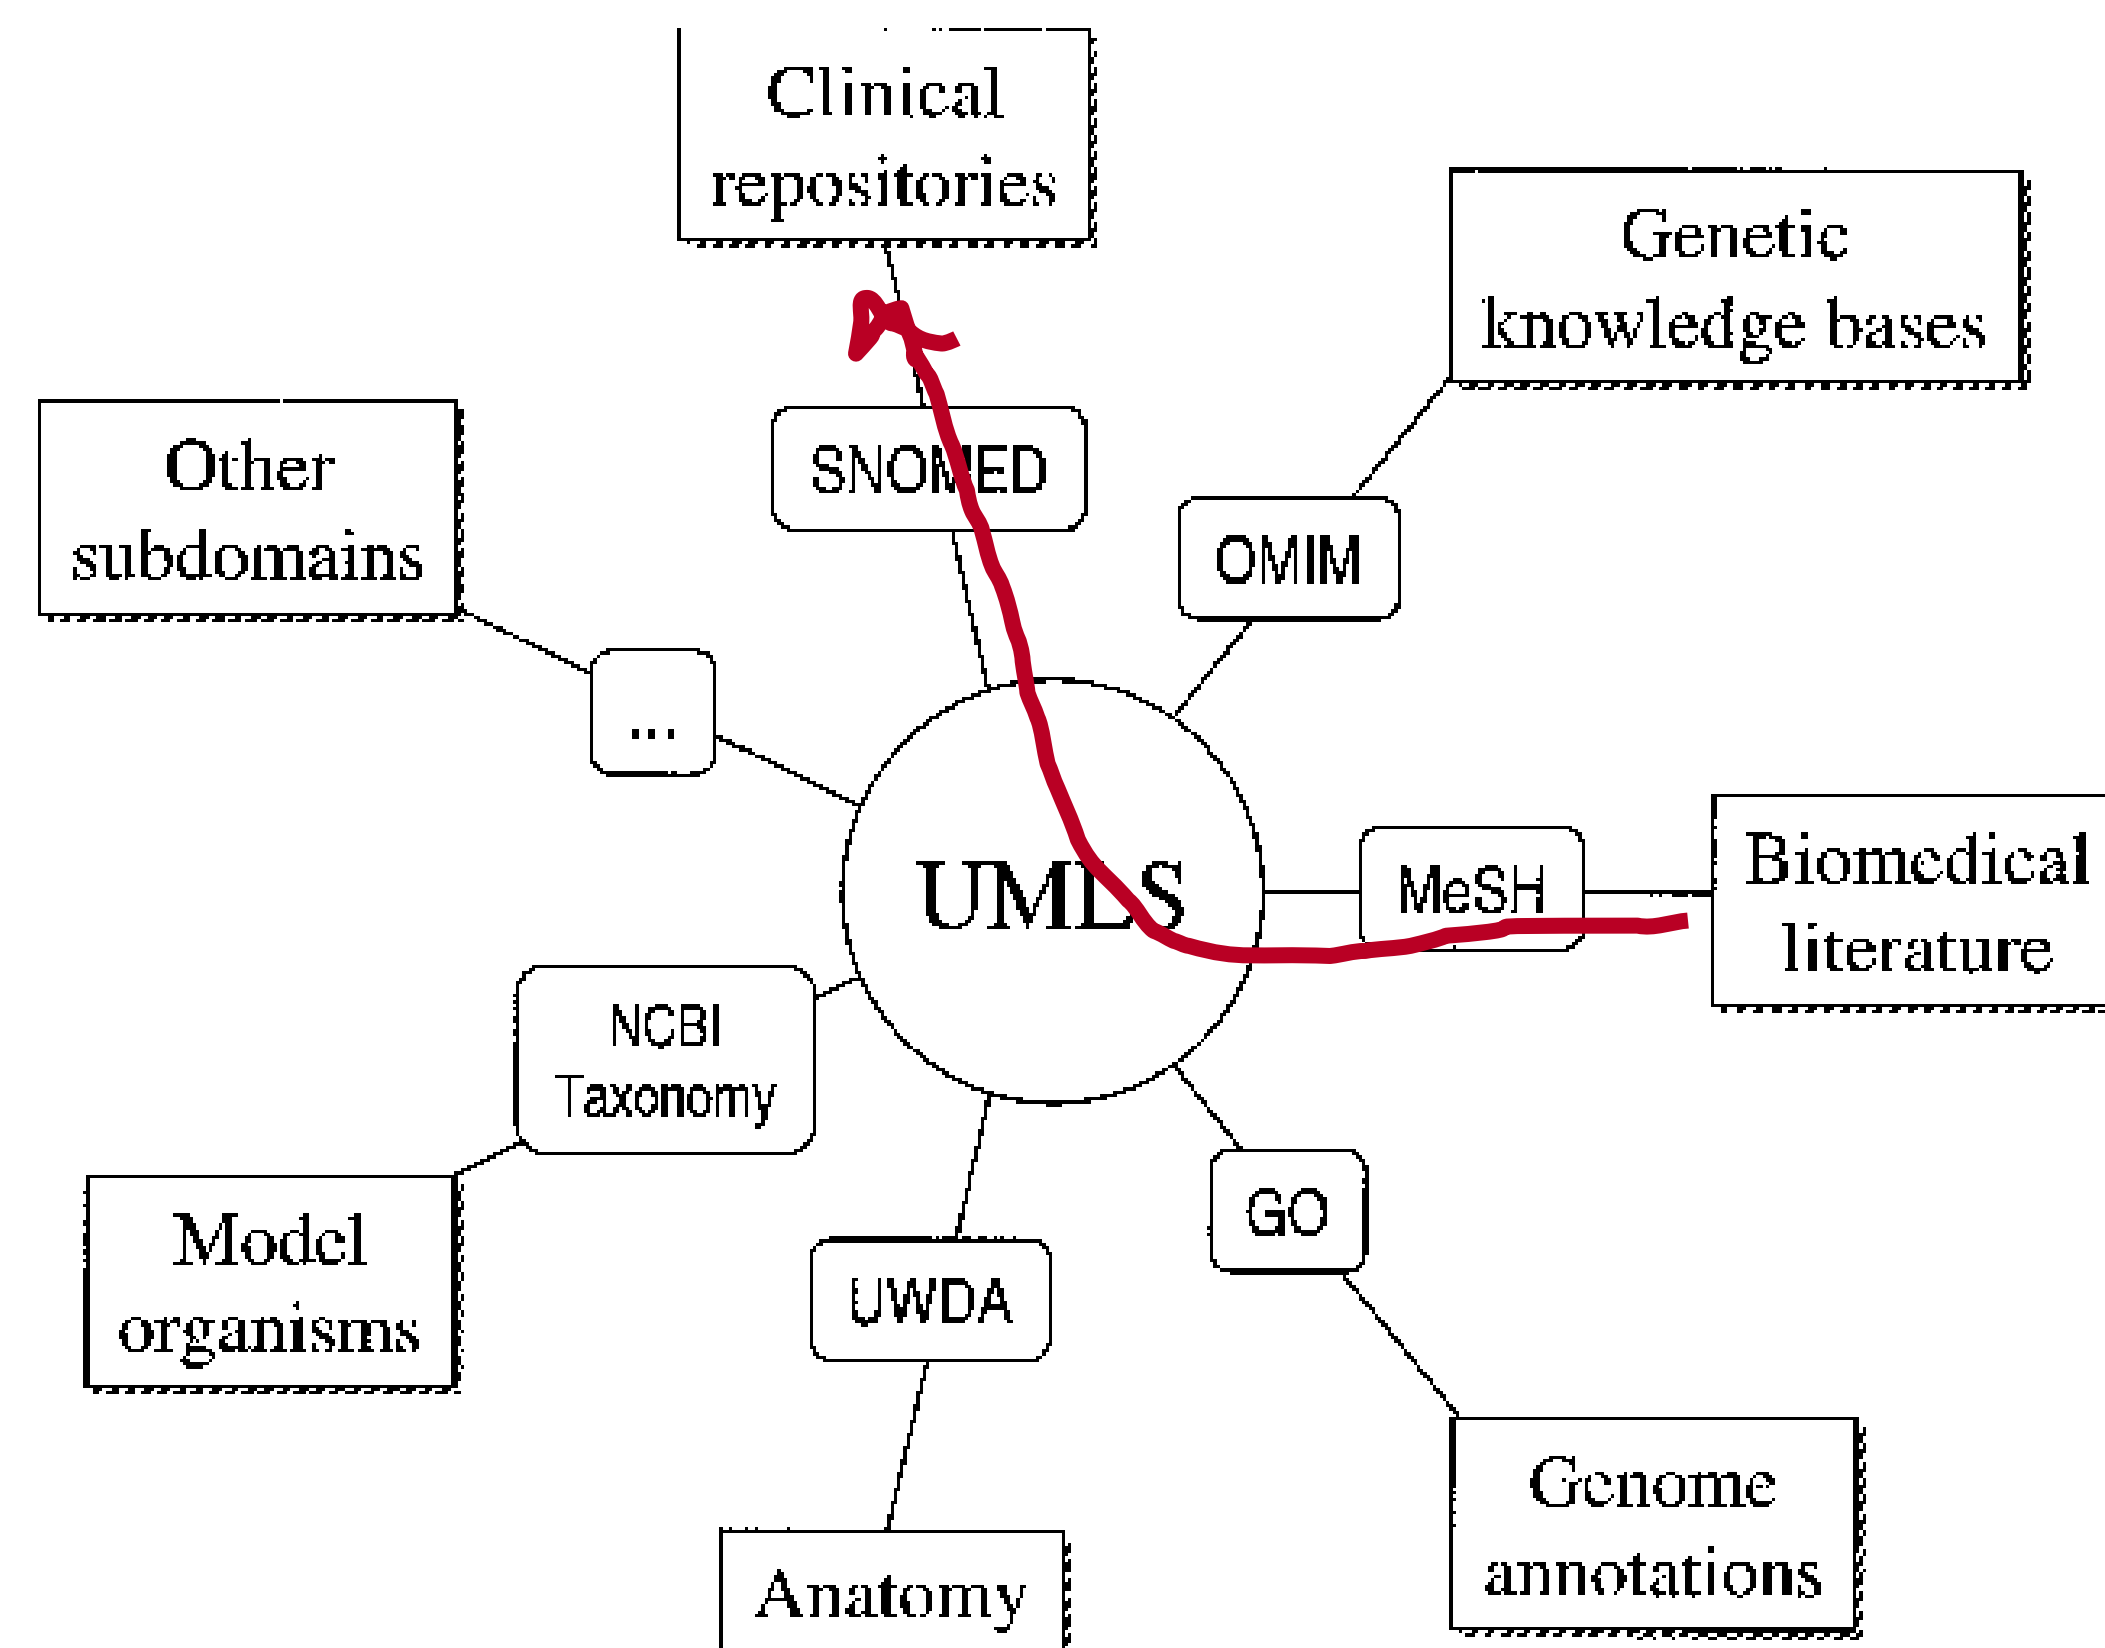 Clinical
repositories
Genetic
knowledge bases
Other
subdomains
SNOMED
OMIM
...
UMLS
MeSH
Biomedical
literature
NCBI
Taxonomy
Model
organisms
GO
UWDA
Genome
annotations
Anatomy